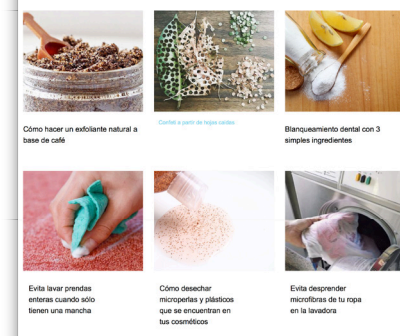 Cómo hacer un exfoliante natural a
base de café
Confeti a partir de hojas caídas
Blanqueamiento dental con 3
simples ingredientes
Evita lavar prendas
enteras cuando sólo
tienen una mancha
Cómo desechar
microperlas y plásticos
que se encuentran en
tus cosméticos
Evita desprender
microfibras de tu ropa
en la lavadora